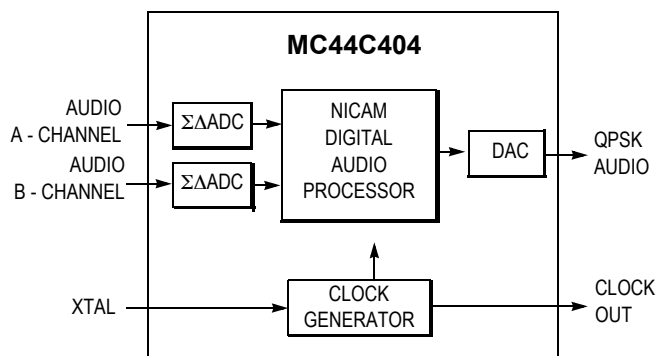 MC44C404
AUDIO
A - CHANNEL
ΣΔADC
AUDIO
B - CHANNEL
ΣΔADC
NICAM
DIGITAL
AUDIO
PROCESSOR
DAC
QPSK
AUDIO
XTAL
CLOCK
GENERATOR
CLOCK
OUT